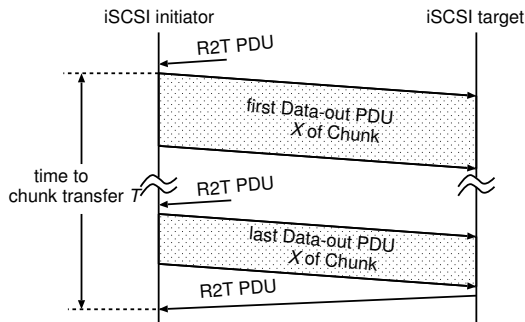 iSCSI initiator
iSCSI target
R2T PDU
first Data-out PDU
X of Chunk
time to
chunk transfer T
R2T PDU
last Data-out PDU
X of Chunk
R2T PDU